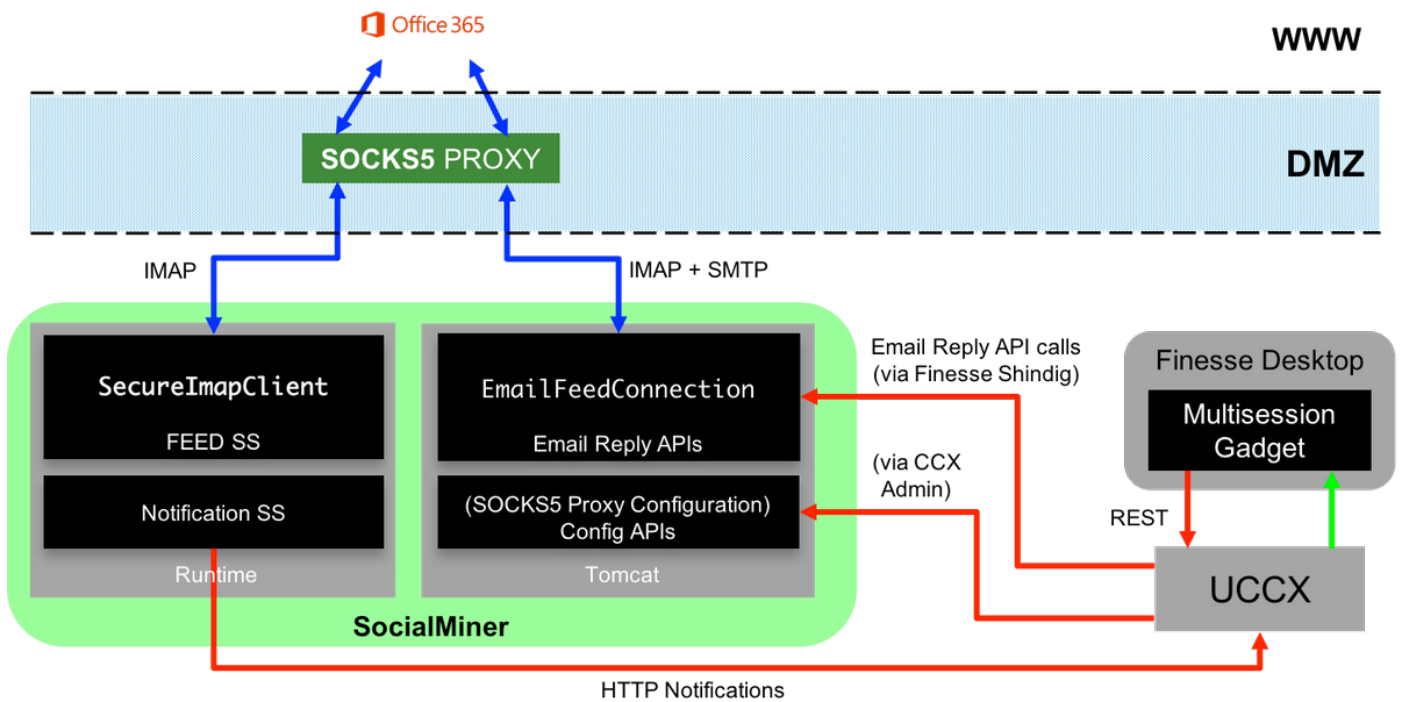 Office 365
WWW
SOCKS5 PROXY
DMZ
IMAP
IMAP + SMTP
SecureImapClient
FEED SS
Notification SS
Runtime
EmailFeedConnection
Email Reply APIs
(SOCKS5 Proxy Configuration)
Config APIs
Tomcat
SocialMiner
Email Reply API calls
(via Finesse Shindig)
(via CCX
Admin)
Finesse Desktop
Multisession
Gadget
REST
UCCX
HTTP Notifications